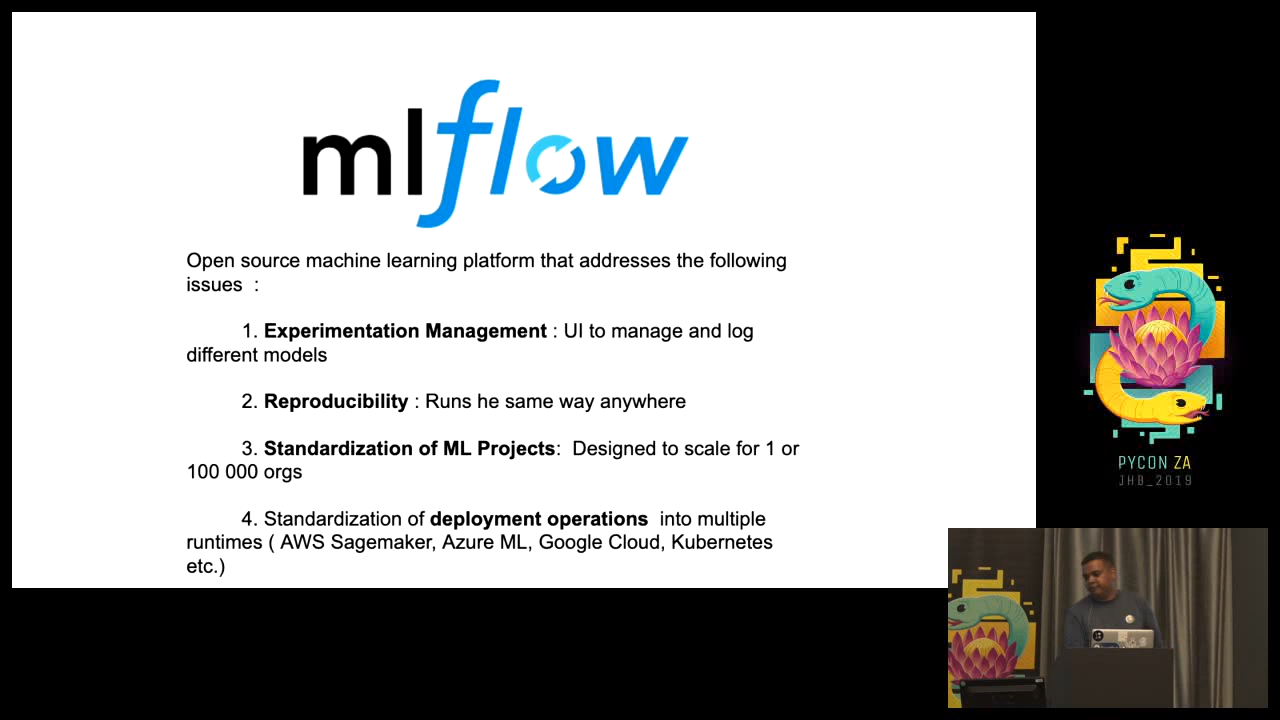 mlflow
Open source machine learning platform that addresses the following
issues  :
1. Experimentation Management : UI to manage and log
different models
2. Reproducibility : Runs he same way anywhere
3. Standardization of ML Projects:  Designed to scale for 1 or
100 000 orgs
4. Standardization of deployment operations  into multiple
runtimes ( AWS Sagemaker, Azure ML, Google Cloud, Kubernetes
etc.)
PYCON ZA
JHB_2019